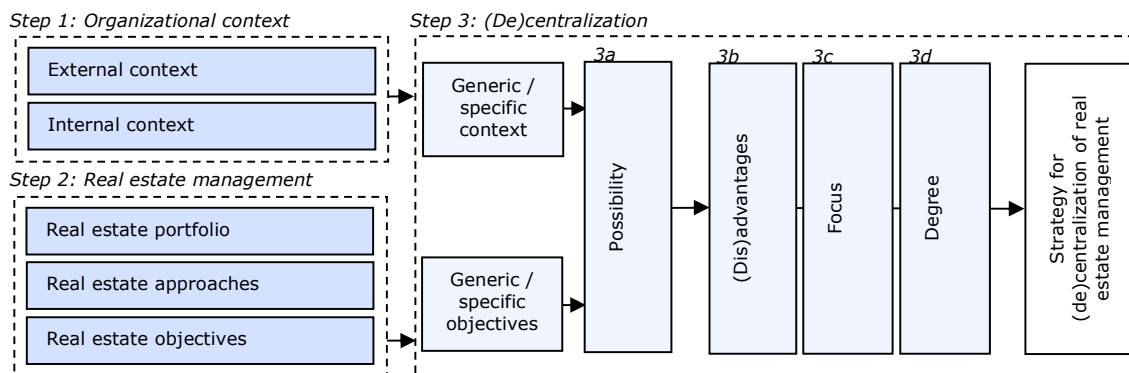 Step 1: Organizational context
External context
Internal context
Step 2: Real estate management
Real estate portfolio
Real estate approaches
Real estate objectives
Step 3: (De)centralization
Generic /
specific
context
Generic /
specific
objectives
3a
Possibility
3b
(Dis)advantages
3c
Focus
3d
Degree
Strategy for
(de)centralization of real
estate management